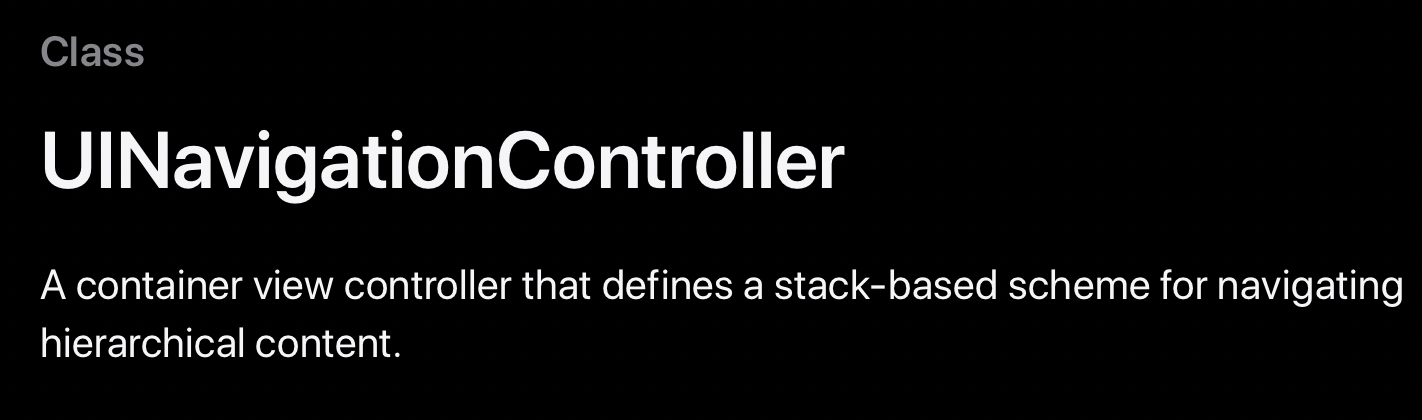 Class
UINavigationController
A container view controller that defines a stack-based scheme for navigating
hierarchical content.